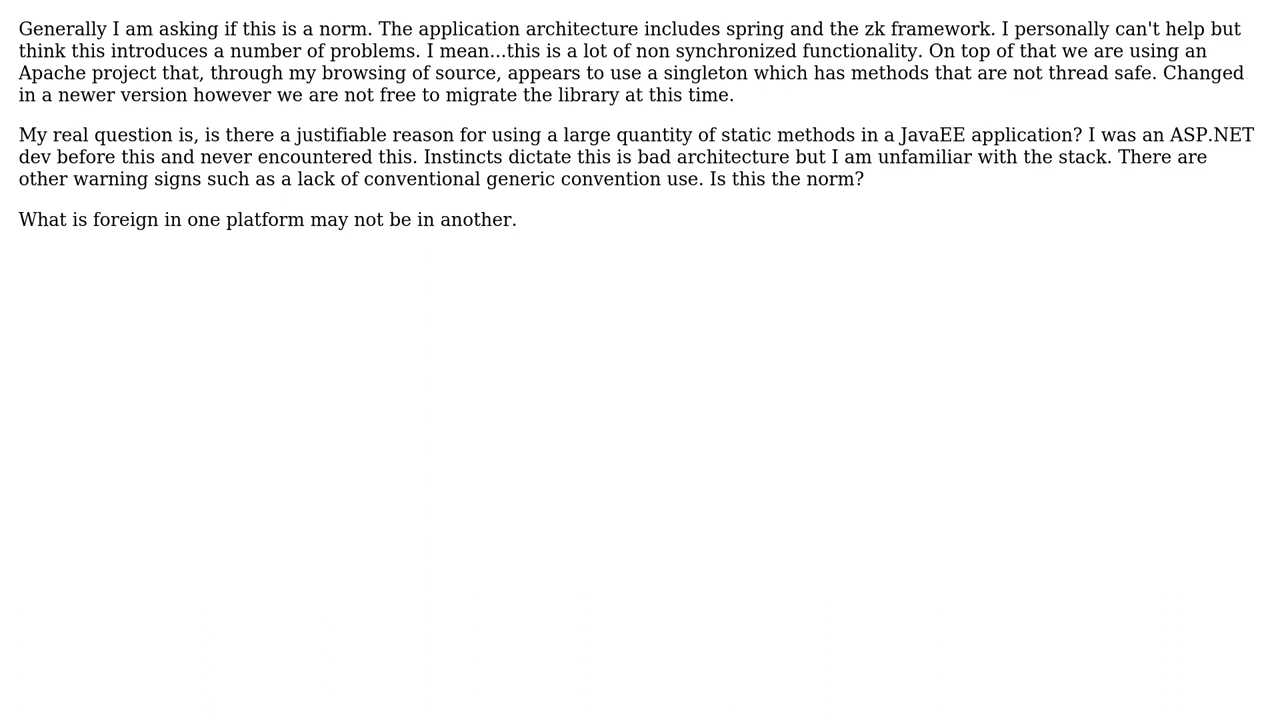 Generally I am asking if this is a norm. The application architecture includes spring and the zk framework. I personally can't help but
think this introduces a number of problems. I mean...this is a lot of non synchronized functionality. On top of that we are using an
Apache project that, through my browsing of source, appears to use a singleton which has methods that are not thread safe. Changed
in a newer version however we are not free to migrate the library at this time.
My real question is, is there a justifiable reason for using a large quantity of static methods in a JavaEE application? I was an ASP.NET
dev before this and never encountered this. Instincts dictate this is bad architecture but I am unfamiliar with the stack. There are
other warning signs such as a lack of conventional generic convention use. Is this the norm?
What is foreign in one platform may not be in another.